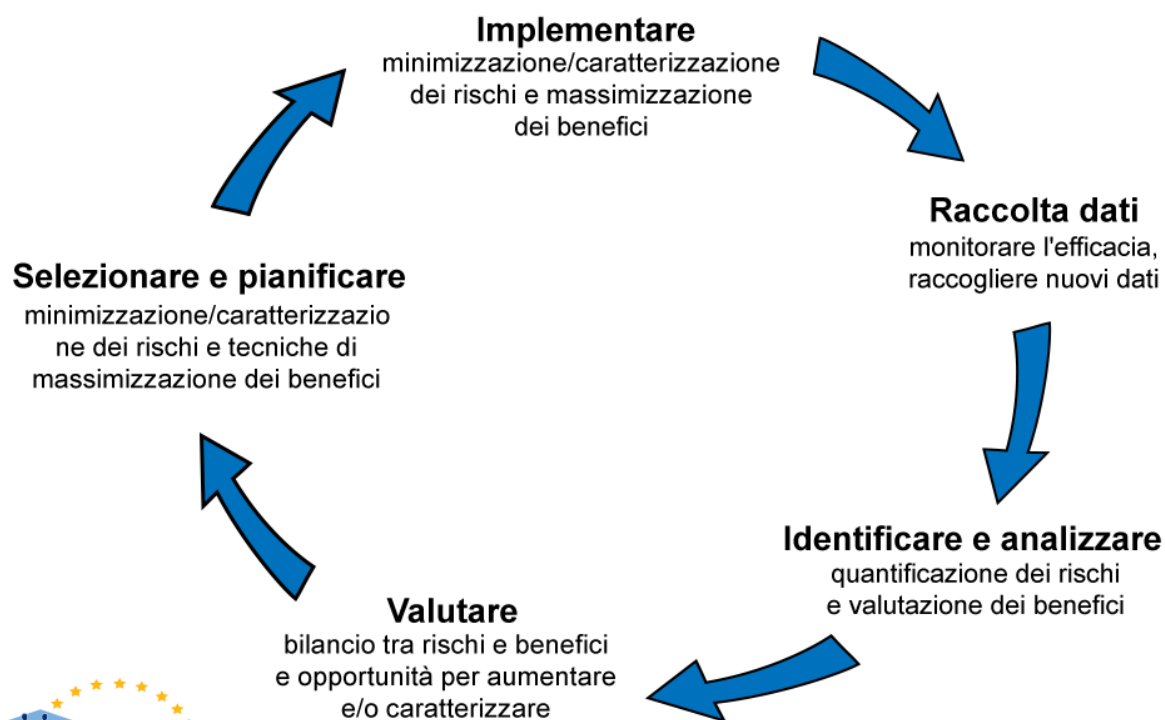 Implementare
minimizzazione/caratterizzazione
dei rischi e massimizzazione
dei benefici
Raccolta dati
monitorare l'efficacia,
raccogliere nuovi dati
Identificare e analizzare
quantificazione dei rischi
e valutazione dei benefici
Valutare
bilancio tra rischi e benefici
e opportunità per aumentare
e/o caratterizzare
Selezionare e pianificare
minimizzazione/caratterizzazio
ne dei rischi e tecniche di
massimizzazione dei benefici